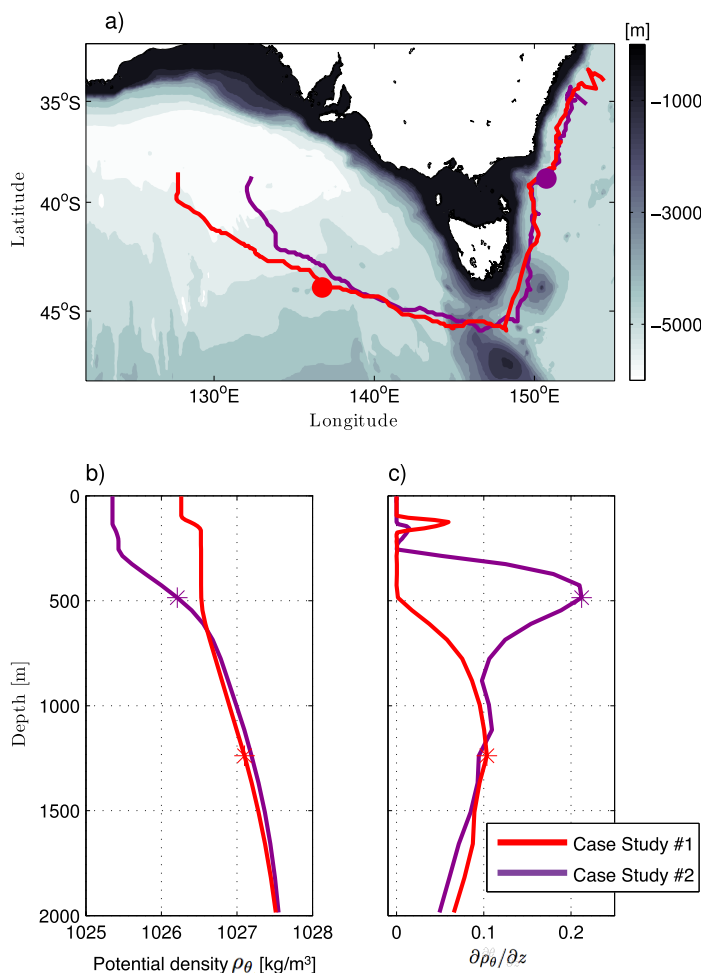 a)
[m]
35°S
40°S
45°S
Latitude
130°E 140°E 150°E
Longitude
−1000
−3000
−5000
b)
c)
0
500
1000
1500
2000
Depth [m]
1025 1026 1027 1028
Potential density ρθ [kg/m³]
0 0.1 0.2
∂ρθ/∂z
Case Study #1
Case Study #2